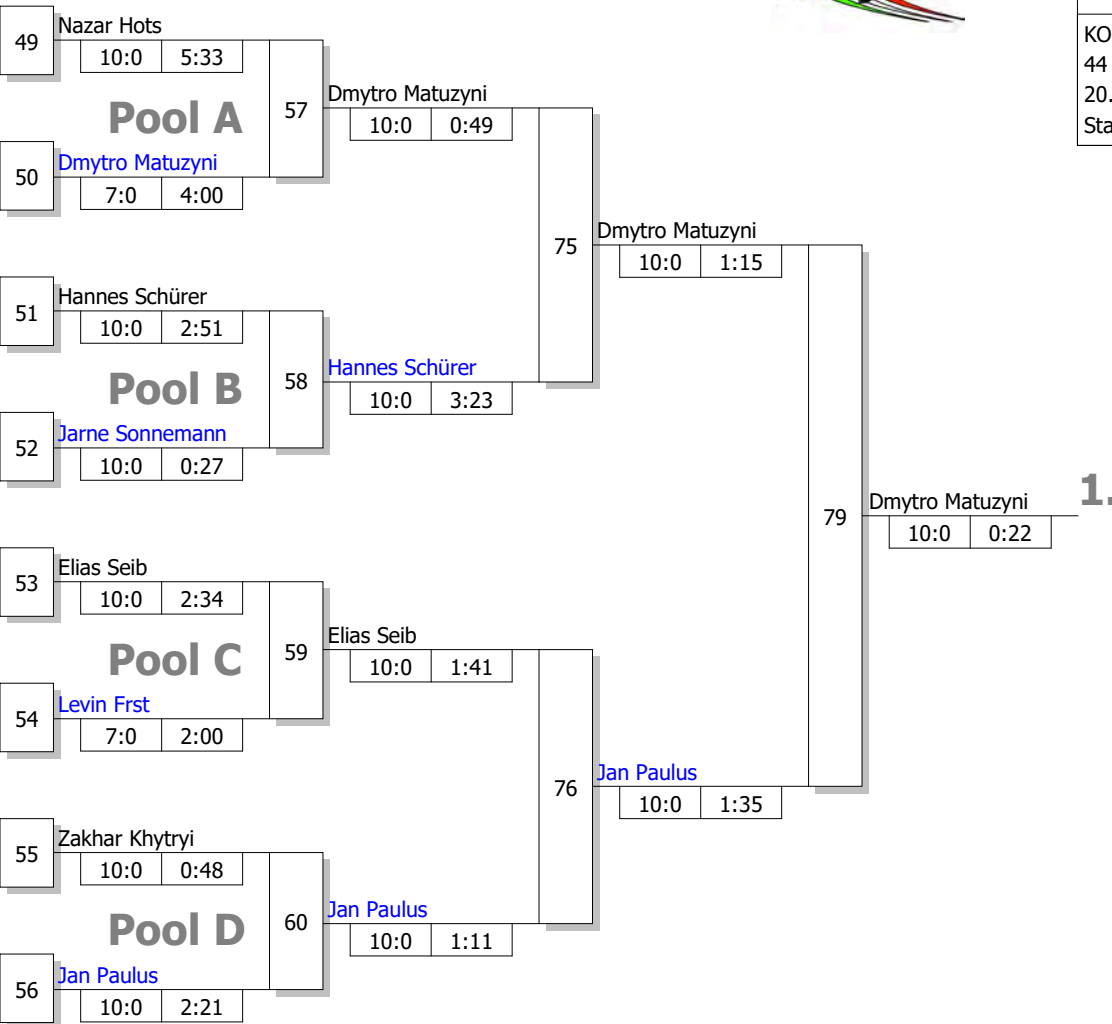 KO
44
20.
Sta
49
Nazar Hots
10:0 5:33
Pool A
57
Dmytro Matuzyni
10:0 0:49
50
Dmytro Matuzyni
7:0 4:00
75
Dmytro Matuzyni
10:0 1:15
51
Hannes Schürer
10:0 2:51
Pool B
58
Hannes Schürer
10:0 3:23
52
Jarne Sonnemann
10:0 0:27
79
Dmytro Matuzyni
10:0 0:22
1.
53
Elias Seib
10:0 2:34
Pool C
59
Elias Seib
10:0 1:41
54
Levin Frst
7:0 2:00
76
Jan Paulus
10:0 1:35
55
Zakhar Khytryi
10:0 0:48
Pool D
60
Jan Paulus
10:0 1:11
56
Jan Paulus
10:0 2:21